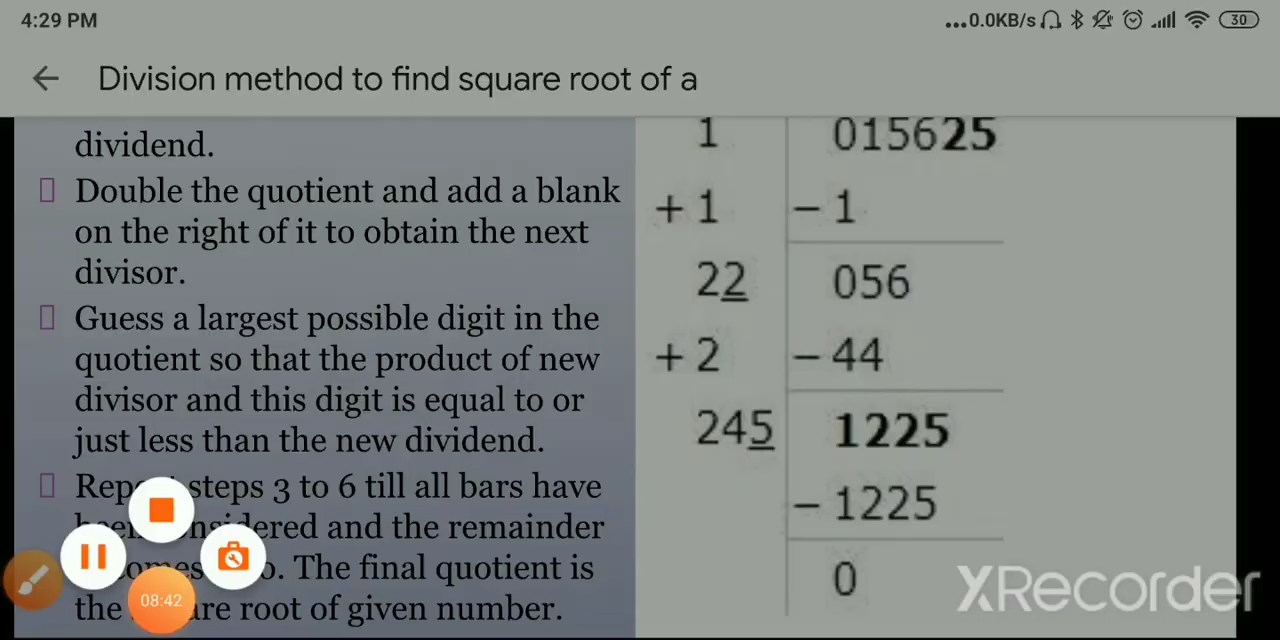 4:29 PM
...0.0KB/s
30
Division method to find square root of a
dividend.
Double the quotient and add a blank
on the right of it to obtain the next
divisor.
Guess a largest possible digit in the
quotient so that the product of new
divisor and this digit is equal to or
just less than the new dividend.
steps 3 to 6 till all bars have
and the remainder
The final quotient is
the root of given number.
08:42
1 015625
+1 -1
22 056
+2 -44
245 1225
-1225
0
XRecorder